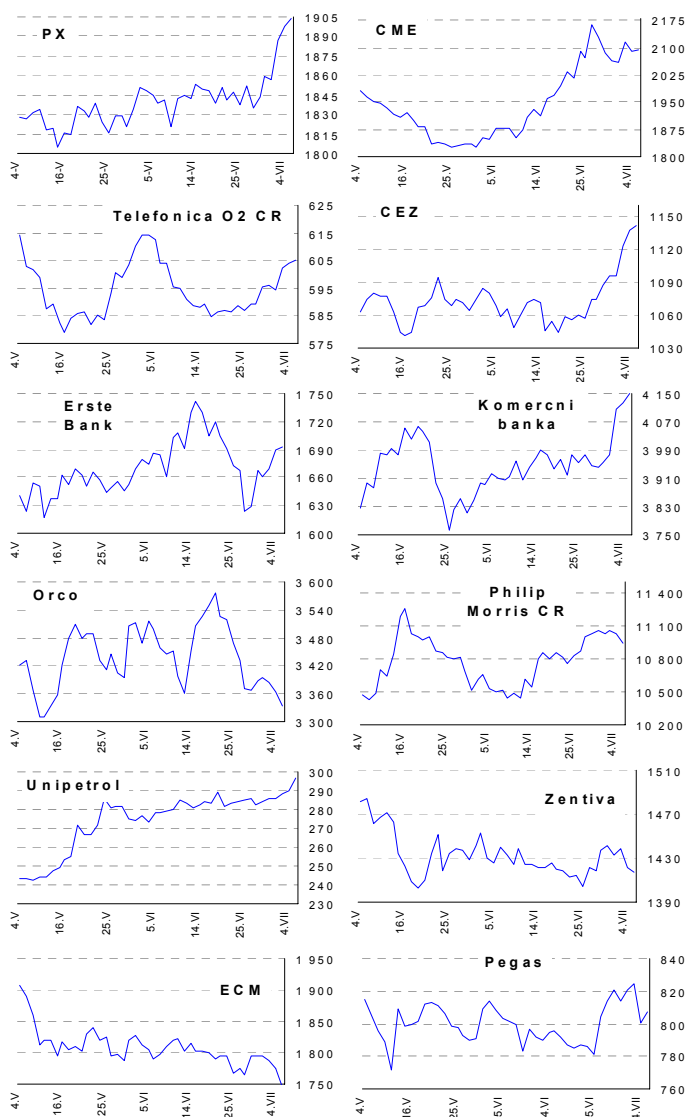 PX
1905
1890
1875
1860
1845
1830
1815
1800
4-V
16-V
25-V
5-VI
14-VI
25-VI
4-VII
CME
2175
2100
2025
1950
1875
1800
4.V
16.V
25.V
5.VI
14.VI
25.VI
4.VII
Telefonica O2 CR
625
615
605
595
585
575
4.V
16.V
25.V
5.VI
14.VI
25.VI
4.VII
CEZ
1150
1120
1090
1060
1030
4.V
16.V
25.V
5.VI
14.VI
25.VI
4.VII
Erste
Bank
1 750
1 720
1 690
1 660
1 630
1 600
4.V
16.V
25.V
5.VI
14.VI
25.VI
4.VII
Komercni
banka
4 150
4 070
3 990
3 910
3 830
3 750
4.V
16.V
25.V
5.VI
14.VI
25.VI
4.VII
Orco
3 600
3 540
3 480
3 420
3 360
3 300
4.V
16.V
25.V
5.VI
14.VI
25.VI
4.VII
Philip
Morris CR
11 400
11 100
10 800
10 500
10 200
4.V
16.V
25.V
5.VI
14.VI
25.VI
4.VII
Unipetrol
300
290
280
270
260
250
240
230
4.V
16.V
25.V
5.VI
14.VI
25.VI
4.VII
Zentiva
1510
1470
1430
1390
4.V
16.V
25.V
5.VI
14.VI
25.VI
4.VII
ECM
1 950
1 900
1 850
1 800
1 750
4.V
16.V
25.V
5.VI
14.VI
25.VI
4.VII
Pegas
840
820
800
780
760
4.V
16.V
25.V
5.VI
4.VII